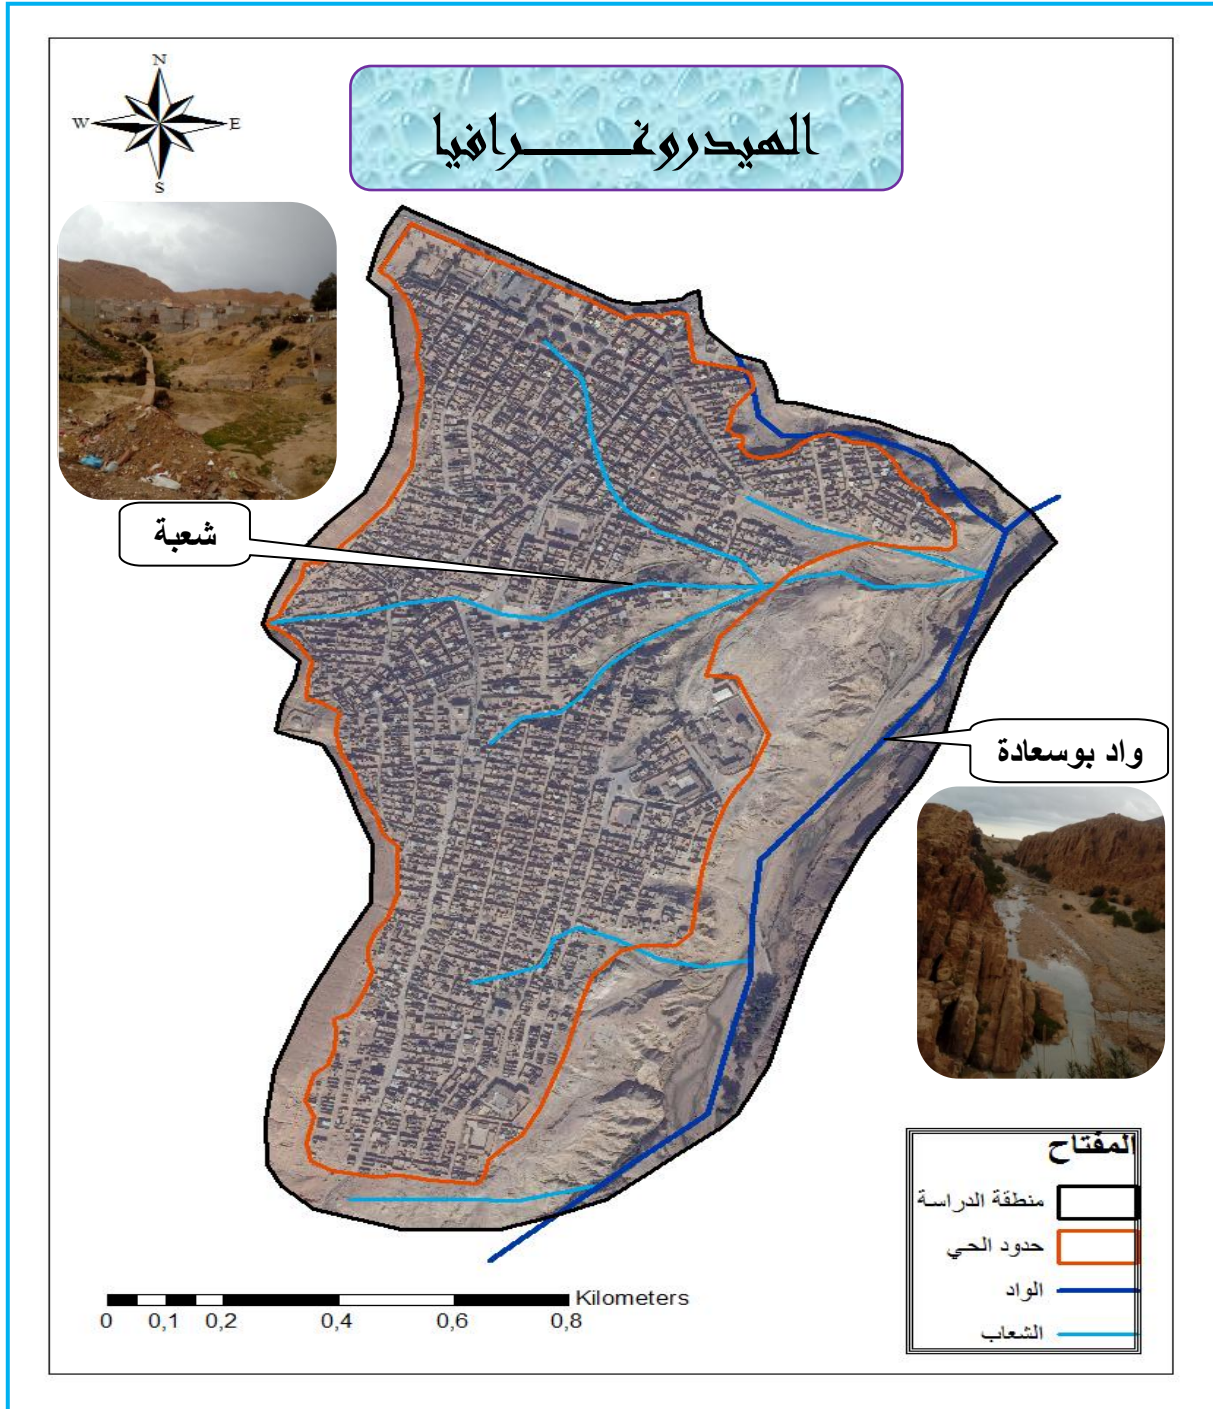 N
W
E
S
الهيدروغـــــرافيا
شعبة
واد بوسعادة
المفتاح
منطقة الدراسة
حدود الحي
الواد
الشعاب
Kilometers
0 0,1 0,2 0,4 0,6 0,8